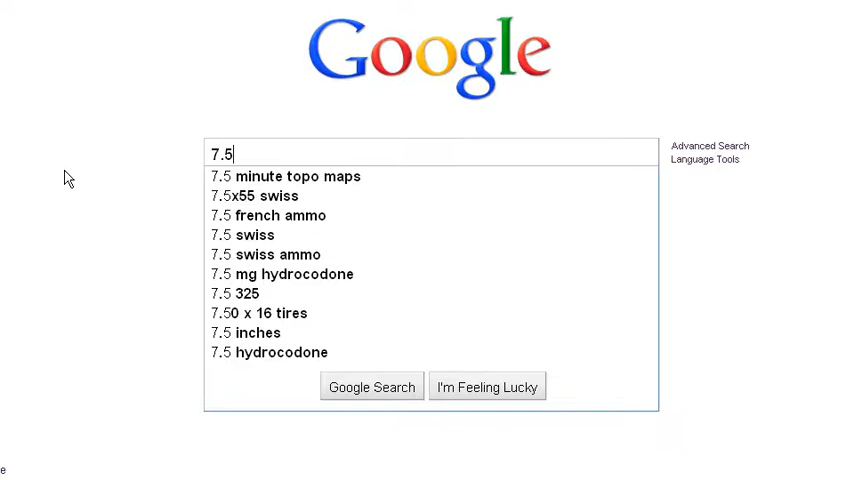 Google
7.5
Advanced Search
Language Tools
7.5 minute topo maps
7.5x55 swiss
7.5 french ammo
7.5 swiss
7.5 swiss ammo
7.5 mg hydrocodone
7.5 325
7.50 x 16 tires
7.5 inches
7.5 hydrocodone
Google Search
I'm Feeling Lucky
e